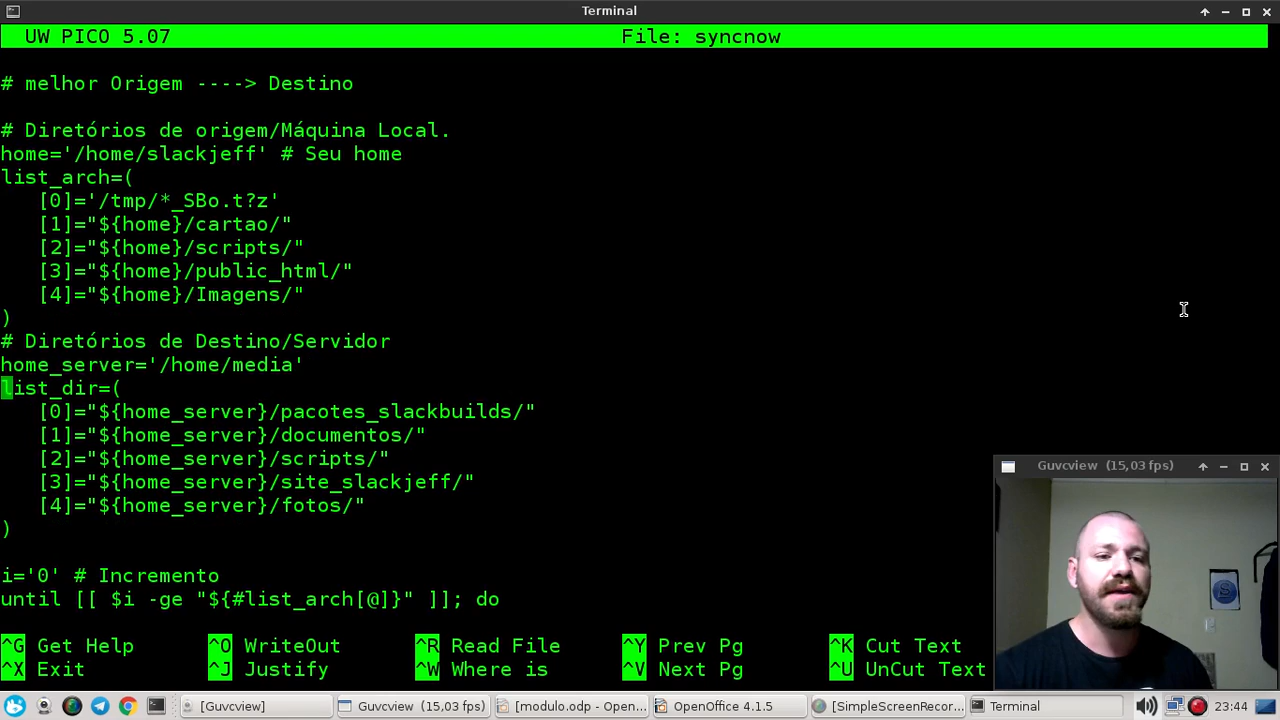 Terminal
UW PICO 5.07 File: syncnow
# melhor Origem ----> Destino
# Diretórios de origem/Máquina Local.
home='/home/slackjeff' # Seu home
list_arch=(
[0]='/tmp/*_SBo.t?z'
[1]="${home}/cartao/"
[2]="${home}/scripts/"
[3]="${home}/public_html/"
[4]="${home}/Imagens/"
)
# Diretórios de Destino/Servidor
home_server='/home/media'
list_dir=(
[0]="${home_server}/pacotes_slackbuilds/"
[1]="${home_server}/documentos/"
[2]="${home_server}/scripts/"
[3]="${home_server}/site_slackjeff/"
[4]="${home_server}/fotos/"
)
i='0' # Incremento
until [[ $i -ge "${#list_arch[@]}" ]]; do
Guvcview (15,03 fps)
^G Get Help ^O WriteOut ^R Read File ^Y Prev Pg ^K Cut Text
^X Exit ^J Justify ^W Where is ^V Next Pg ^U UnCut Text
[Guvcview] Guvcview (15,03 fps) [modulo.odp - Open... OpenOffice 4.1.5 [SimpleScreenRecor... Terminal 23:44